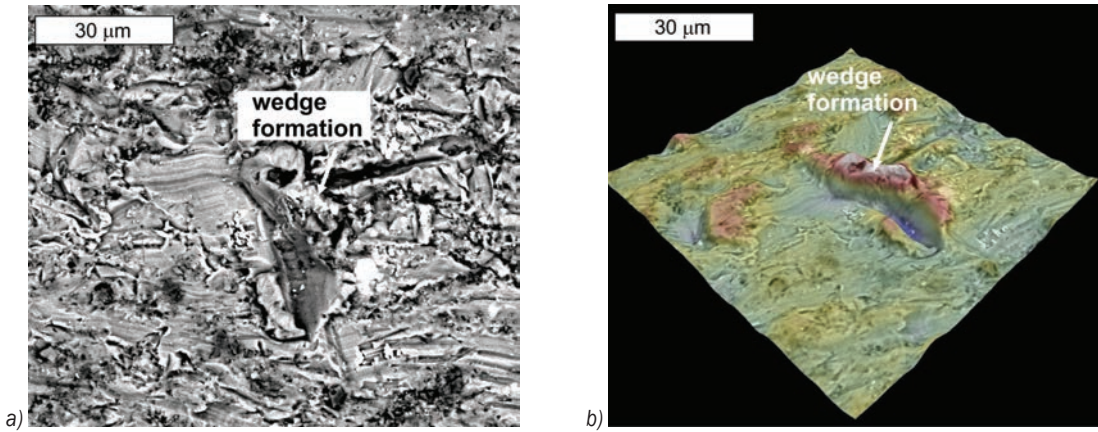 30 μm
wedge
formation
a)
30 μm
wedge
formation
b)